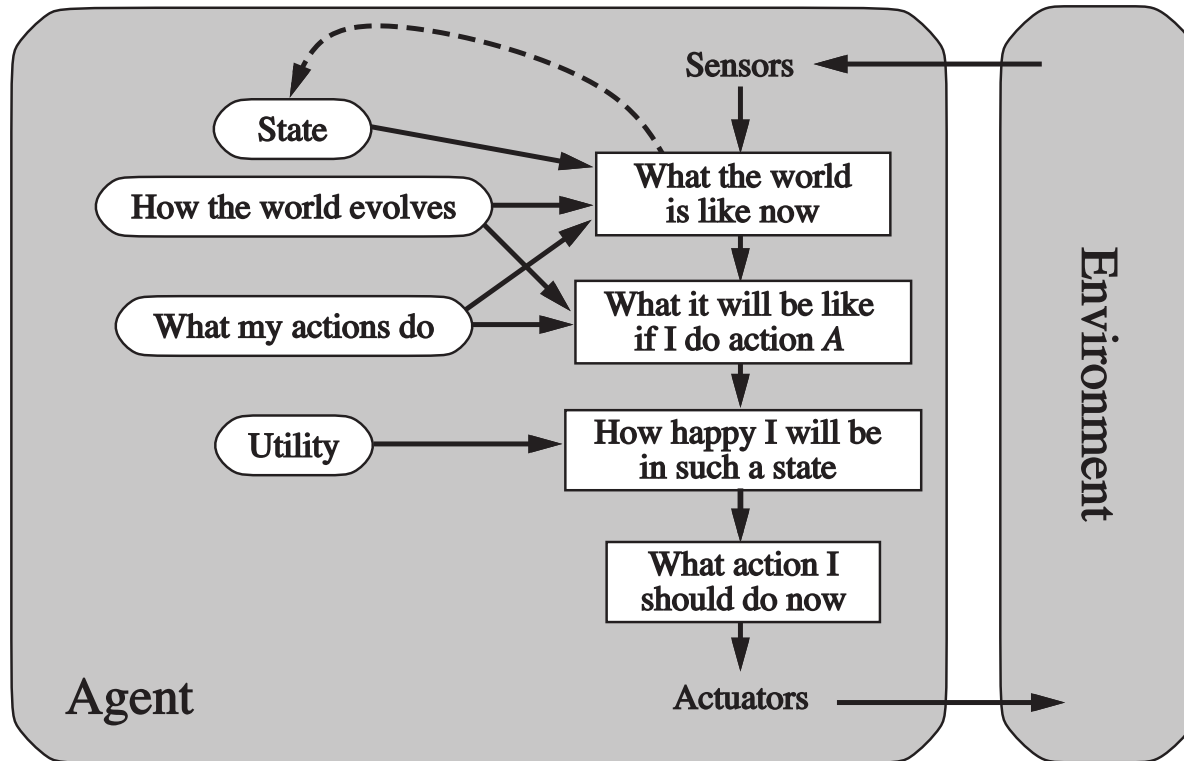 Sensors
State
What the world
is like now
How the world evolves
What it will be like
if I do action A
What my actions do
How happy I will be
in such a state
Utility
What action I
should do now
Agent
Actuators
Environment